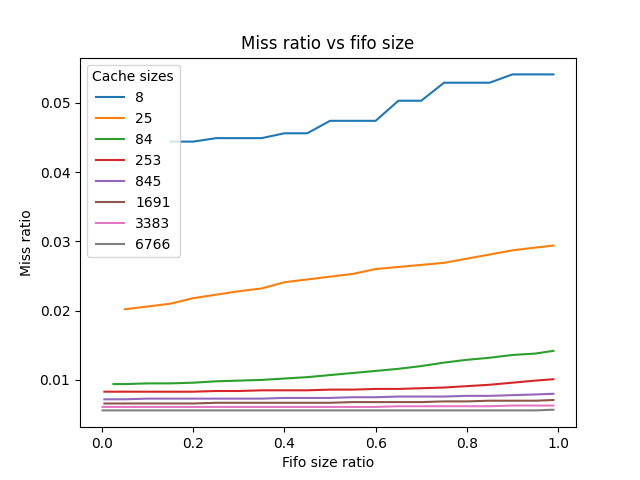 Miss ratio vs fifo size
Cache sizes
8
25
84
253
845
1691
3383
6766
0.05
0.04
0.03
0.02
0.01
Miss ratio
0.0 0.2 0.4 0.6 0.8 1.0
Fifo size ratio